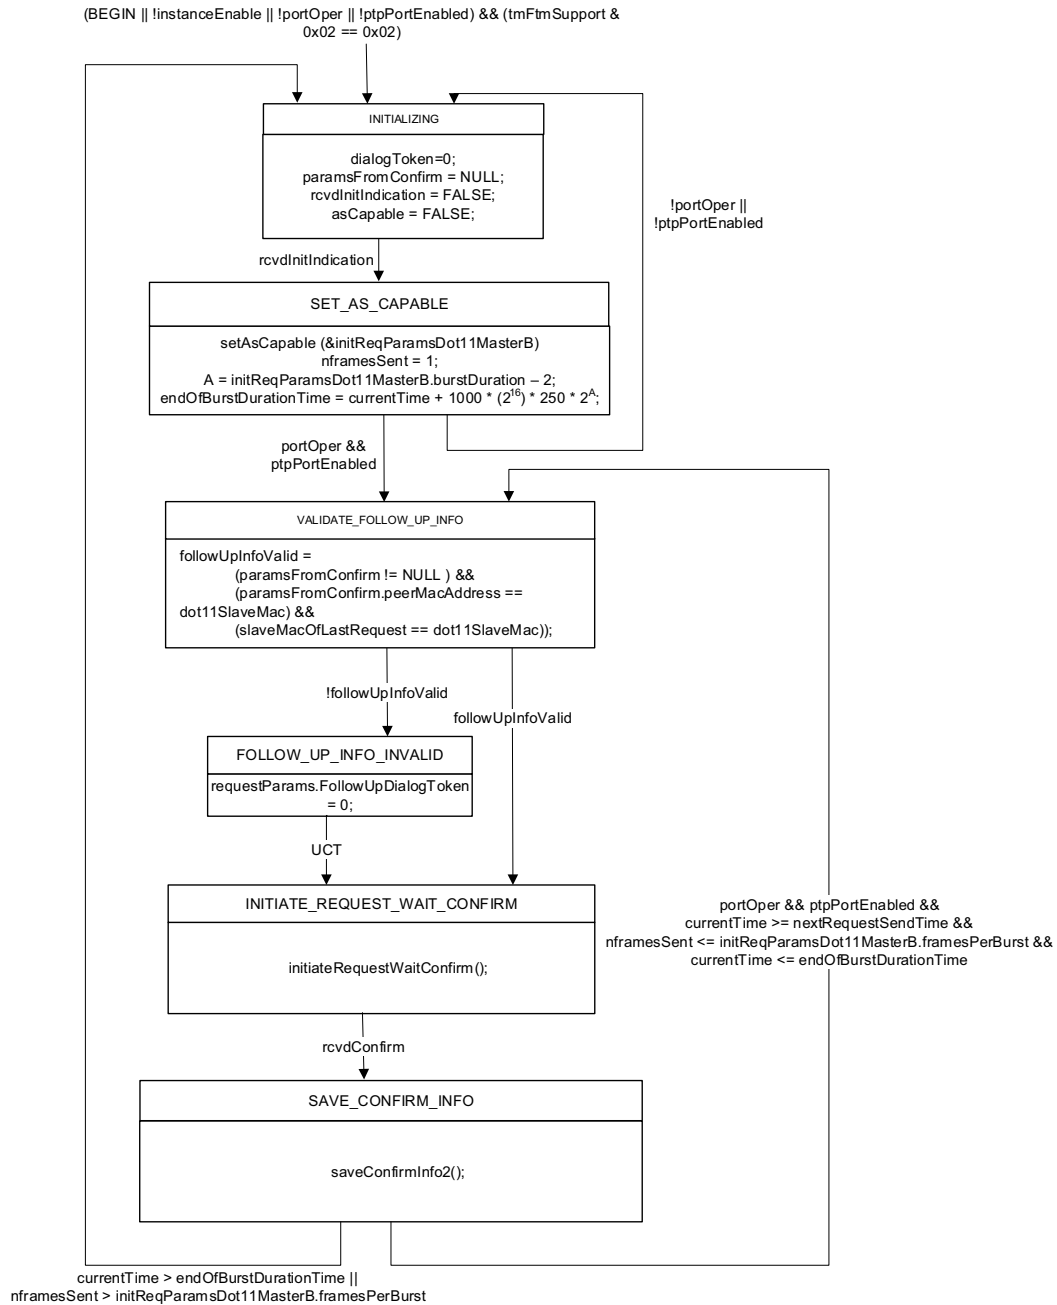 (BEGIN || !instanceEnable || !portOper || !ptpPortEnabled) && (tmFtmSupport &
0x02 == 0x02)
INITIALIZING
dialogToken=0;
paramsFromConfirm = NULL;
rcvdInitIndication = FALSE;
asCapable = FALSE;
!portOper ||
!ptpPortEnabled
rcvdInitIndication
SET_AS_CAPABLE
setAsCapable (&initReqParamsDot11MasterB)
nframesSent = 1;
A = initReqParamsDot11MasterB.burstDuration – 2;
endOfBurstDurationTime = currentTime + 1000 * (2^16) * 250 * 2^A;
portOper &&
ptpPortEnabled
VALIDATE_FOLLOW_UP_INFO
followUpInfoValid =
(paramsFromConfirm != NULL ) &&
(paramsFromConfirm.peerMacAddress ==
dot11SlaveMac) &&
(slaveMacOfLastRequest == dot11SlaveMac));
!followUpInfoValid
followUpInfoValid
FOLLOW_UP_INFO_INVALID
requestParams.FollowUpDialogToken
= 0;
UCT
INITIATE_REQUEST_WAIT_CONFIRM
initiateRequestWaitConfirm();
portOper && ptpPortEnabled &&
currentTime >= nextRequestSendTime &&
nframesSent <= initReqParamsDot11MasterB.framesPerBurst &&
currentTime <= endOfBurstDurationTime
rcvdConfirm
SAVE_CONFIRM_INFO
saveConfirmInfo2();
currentTime > endOfBurstDurationTime ||
nframesSent > initReqParamsDot11MasterB.framesPerBurst